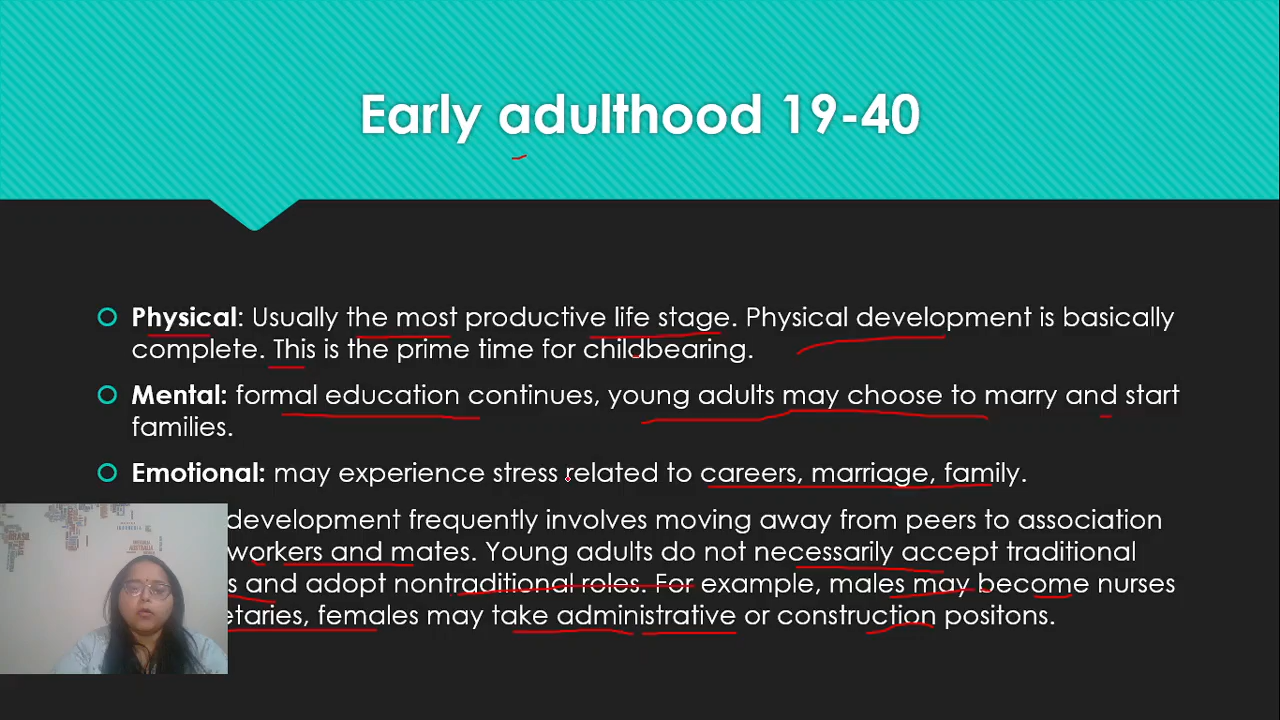 Early adulthood 19-40
Physical: Usually the most productive life stage. Physical development is basically
complete. This is the prime time for childbearing.
Mental: formal education continues, young adults may choose to marry and start
families.
Emotional: may experience stress related to careers, marriage, family.
development frequently involves moving away from peers to association
workers and mates. Young adults do not necessarily accept traditional
and adopt nontraditional roles. For example, males may become nurses
females may take administrative or construction positons.